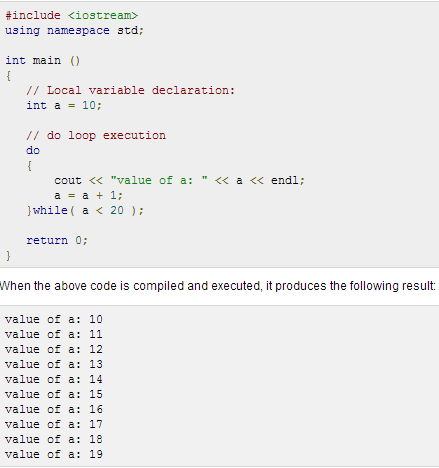 #include <iostream>
using namespace std;
int main ()
{
// Local variable declaration:
int a = 10;
// do loop execution
do
{
cout << "value of a: " << a << endl;
a = a + 1;
}while( a < 20 );
return 0;
}
When the above code is compiled and executed, it produces the following result:
value of a: 10
value of a: 11
value of a: 12
value of a: 13
value of a: 14
value of a: 15
value of a: 16
value of a: 17
value of a: 18
value of a: 19